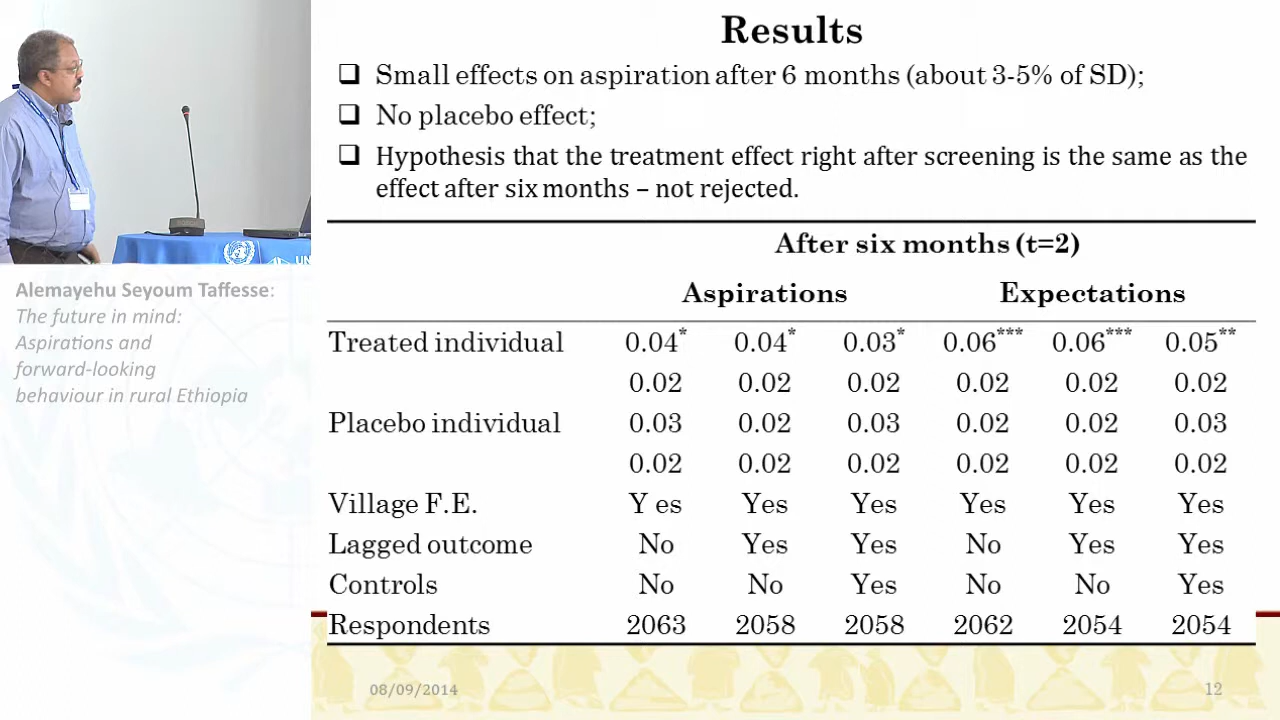 Results
❑ Small effects on aspiration after 6 months (about 3-5% of SD);
❑ No placebo effect;
❑ Hypothesis that the treatment effect right after screening is the same as the
effect after six months – not rejected.
After six months (t=2)
Aspirations Expectations
Treated individual 0.04* 0.04* 0.03* 0.06*** 0.06*** 0.05**
0.02 0.02 0.02 0.02 0.02 0.02
Placebo individual 0.03 0.02 0.03 0.02 0.02 0.03
0.02 0.02 0.02 0.02 0.02 0.02
Village F.E. Y es Yes Yes Yes Yes Yes
Lagged outcome No Yes Yes No Yes Yes
Controls No No Yes No No Yes
Respondents 2063 2058 2058 2062 2054 2054
08/09/2014 12
UN
Alemayehu Seyoum Taffesse:
The future in mind:
Aspirations and
forward-looking
behaviour in rural Ethiopia